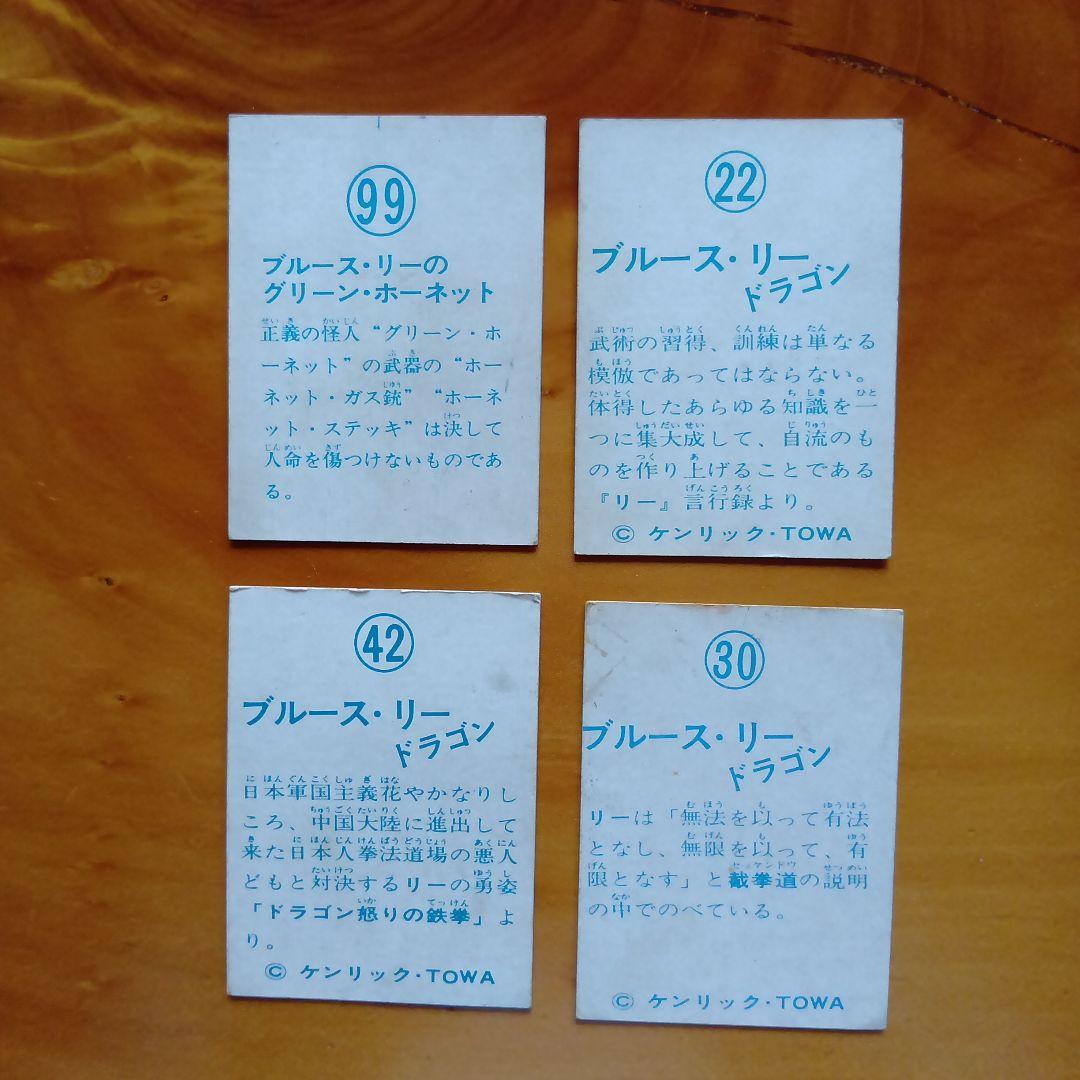 99
ブルース・リーの
グリーン・ホーネット
正義の怪人“グリーン・ホ
ーネット”の武器の“ホー
ネット・ガス銃”“ホーネ
ット・ステッキ”は決して
人命を傷つけないものであ
る。
22
ブルース・リー
ドラゴン
武術の習得、訓練は単なる
模倣であってはならない。
体得したあらゆる知識を一
つに集大成して、自流のも
のを作り上げることである
『リー』言行録より。
© ケンリック・TOWA
42
ブルース・リー
ドラゴン
日本軍国主義花やかなりし
ころ、中国大陸に進出して
来た日本人拳法道場の悪人
どもと対決するリーの勇姿
「ドラゴン怒りの鉄拳」よ
り。
© ケンリック・TOWA
30
ブルース・リー
ドラゴン
リーは「無法を以って有法
となし、無限を以って、有
限となす」と截拳道の説明
の中でのべている。
© ケンリック・TOWA